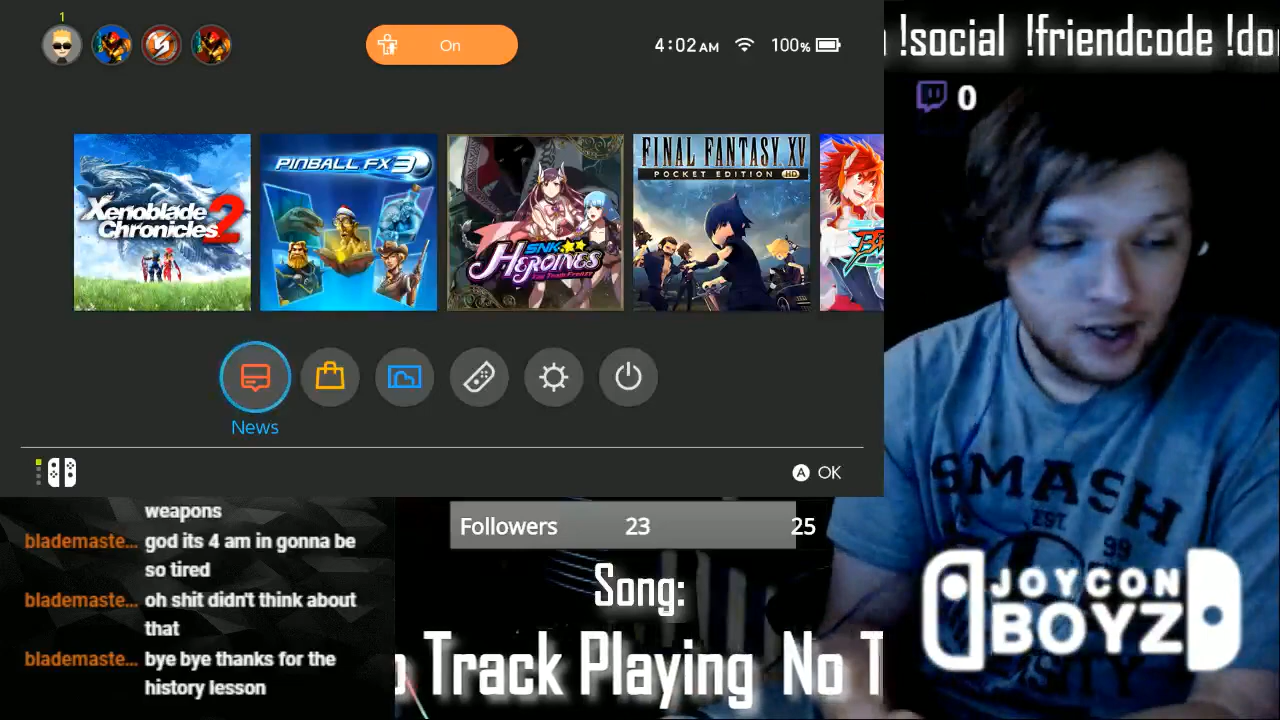 1
On
4:02 AM
100%
!social !friendcode !do
0
Xenoblade
Chronicles 2
PINBALL FX3
SNK
HEROINES
Tag Team Frenzy
FINAL FANTASY XV
POCKET EDITION HD
News
A OK
weapons
blademaste... god its 4 am in gonna be
so tired
blademaste... oh shit didn't think about
that
blademaste... bye bye thanks for the
history lesson
Followers 23 25
Song:
Track Playing No T
SMASH
EST. 99
JOYCON
BOYZ